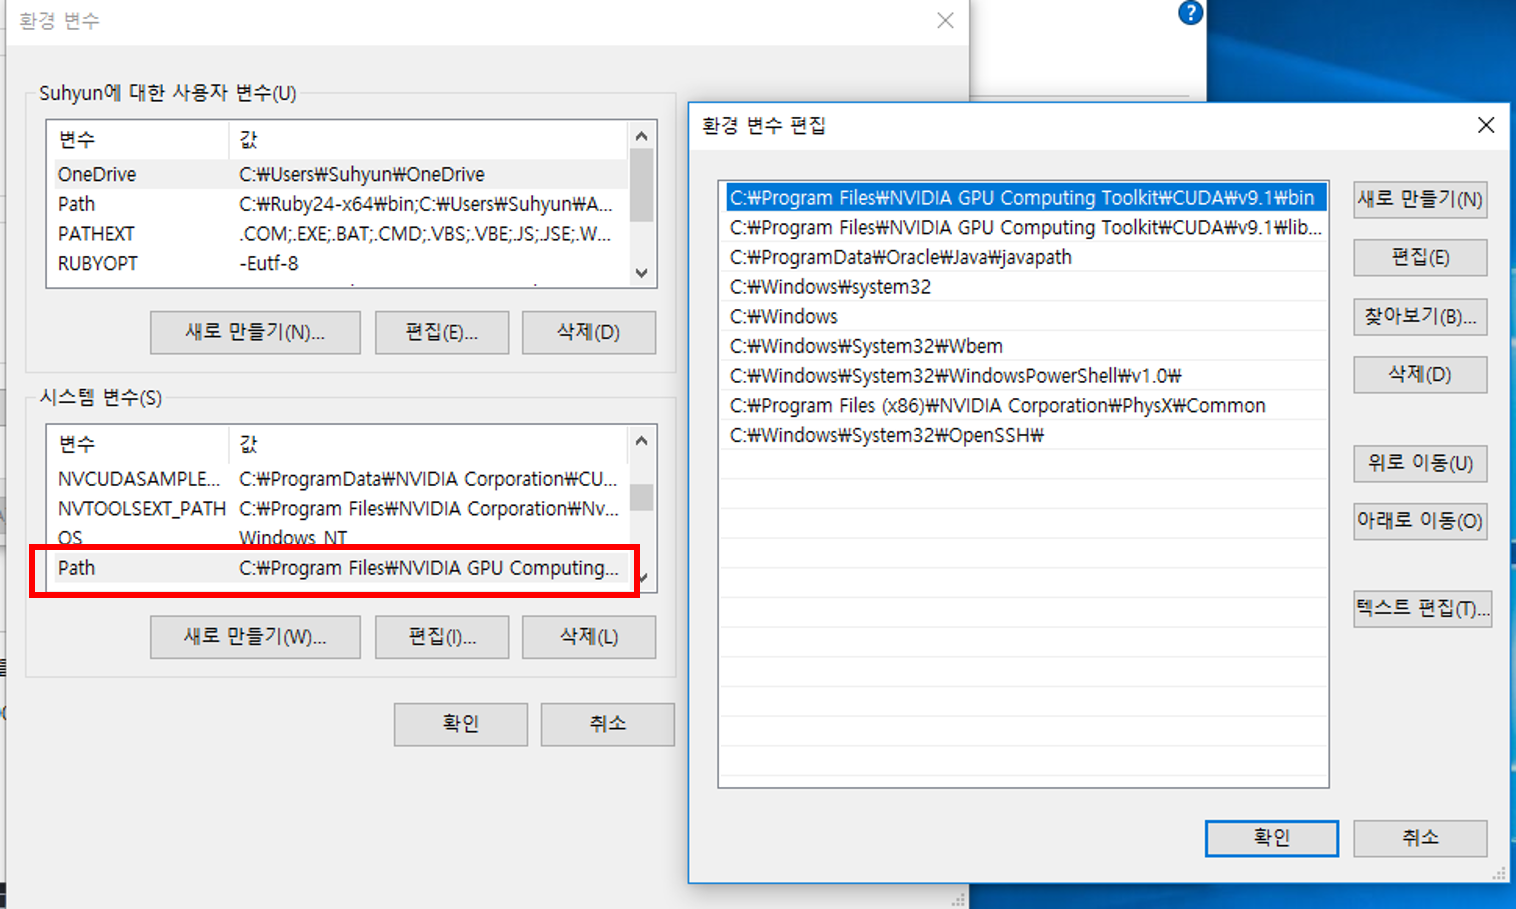 환경 변수
Suhyun에 대한 사용자 변수(U)
변수 값
OneDrive C:₩Users₩Suhyun₩OneDrive
Path C:₩Ruby24-x64₩bin;C:₩Users₩Suhyun₩A...
PATHEXT .COM;.EXE;.BAT;.CMD;.VBS;.VBE;.JS;.JSE;.W...
RUBYOPT -Eutf-8
새로 만들기(N)... 편집(E)... 삭제(D)
시스템 변수(S)
변수 값
NVCUDASAMPLE... C:₩ProgramData₩NVIDIA Corporation₩CU...
NVTOOLSEXT_PATH C:₩Program Files₩NVIDIA Corporation₩Nv...
OS Windows_NT
Path C:₩Program Files₩NVIDIA GPU Computing...
새로 만들기(W)... 편집(I)... 삭제(L)
확인 취소
?
환경 변수 편집
C:₩Program Files₩NVIDIA GPU Computing Toolkit₩CUDA₩v9.1₩bin
C:₩Program Files₩NVIDIA GPU Computing Toolkit₩CUDA₩v9.1₩lib...
C:₩ProgramData₩Oracle₩Java₩javapath
C:₩Windows₩system32
C:₩Windows
C:₩Windows₩System32₩Wbem
C:₩Windows₩System32₩WindowsPowerShell₩v1.0₩
C:₩Program Files (x86)₩NVIDIA Corporation₩PhysX₩Common
C:₩Windows₩System32₩OpenSSH₩
새로 만들기(N)
편집(E)
찾아보기(B)...
삭제(D)
위로 이동(U)
아래로 이동(O)
텍스트 편집(T)...
확인 취소